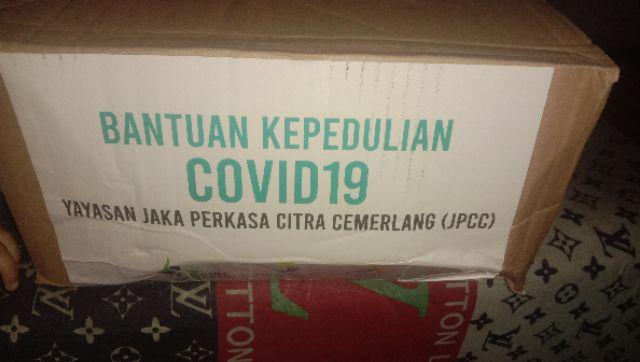 BANTUAN KEPEDULIAN
COVID19
YAYASAN JAKA PERKASA CITRA CEMERLANG (JPCC)